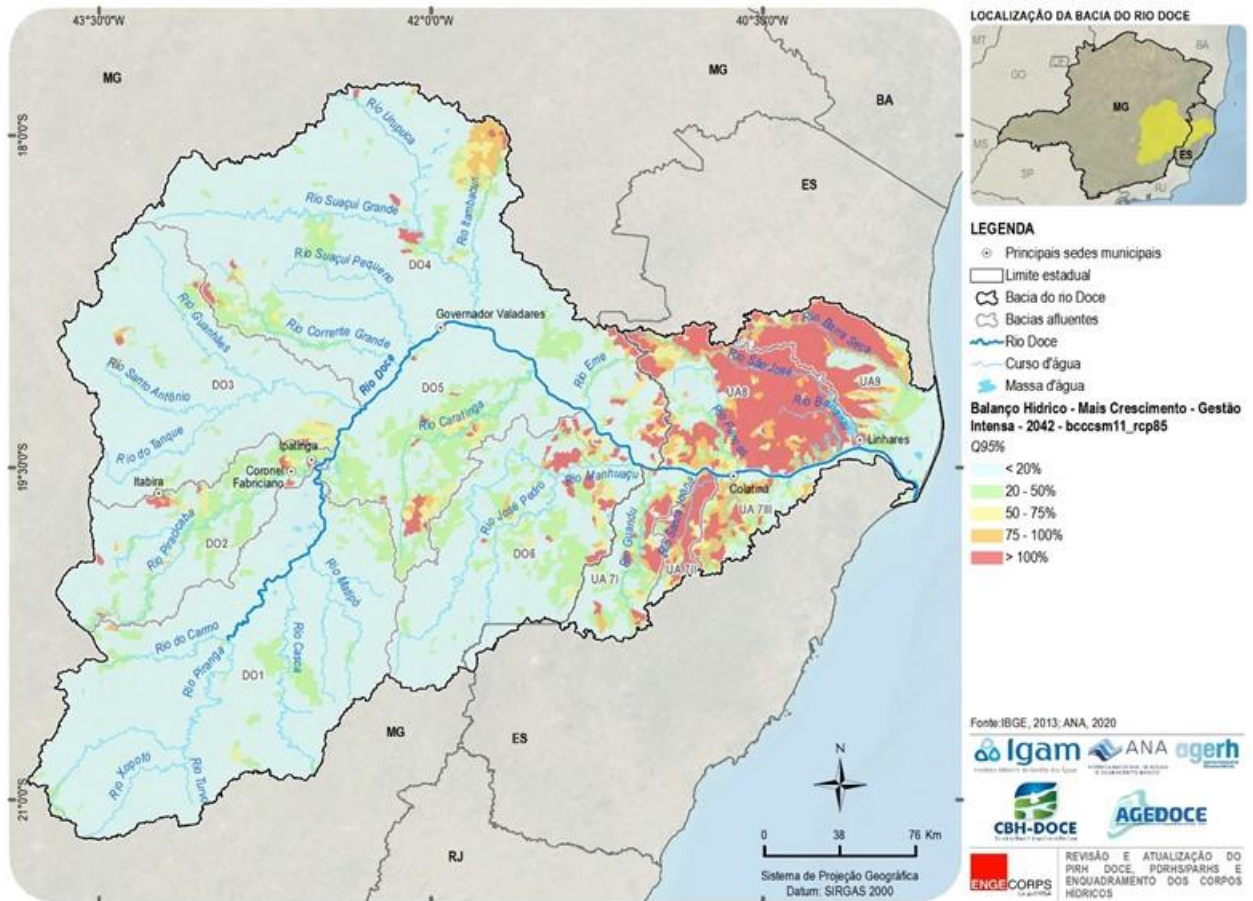 43°30'0"W
42°0'0"W
40°30'0"W
18°0'0"S
19°30'0"S
21°0'0"S
MG
MG
BA
ES
Rio Urupuca
Rio Itambacuri
Rio Suaçuí Grande
DO4
Rio Suaçuí Pequeno
Rio Corrente Grande
Governador Valadares
Rio Guanhães
DO3
Rio Santo Antônio
Rio do Tanque
Rio Doce
DO5
Rio Caratinga
Rio Eme
Rio Barra Seca
Rio São José
UA8
UA9
Rio Pancas
Linhares
Ipatinga
Coronel
Fabriciano
Itabira
Rio Piracicaba
DO2
Rio Manhuaçu
Rio José Pedro
DO6
Colatina
Rio Guandu
Rio Santa Joana
UA 7III
UA 7I
UA 7II
Rio Matipó
Rio Casca
Rio do Carmo
Rio Piranga
DO1
Rio Xopotó
Rio Turvo
MG
ES
RJ
N
0 38 76 Km
Sistema de Projeção Geográfica
Datum: SIRGAS 2000
LOCALIZAÇÃO DA BACIA DO RIO DOCE
MT
GO
DF
BA
MG
MS
ES
SP
RJ
LEGENDA
Principais sedes municipais
Limite estadual
Bacia do rio Doce
Bacias afluentes
Rio Doce
Curso d'água
Massa d'água
Balanço Hídrico - Mais Crescimento - Gestão
Intensa - 2042 - bcccsm11_rcp85
Q95%
< 20%
20 - 50%
50 - 75%
75 - 100%
> 100%
Fonte:IBGE, 2013; ANA, 2020
Igam
ANA
agerh
CBH-DOCE
AGEDOCE
ENGECORPS
REVISÃO E ATUALIZAÇÃO DO
PIRH DOCE, PDRHS/PARHS E
ENQUADRAMENTO DOS CORPOS
HÍDRICOS